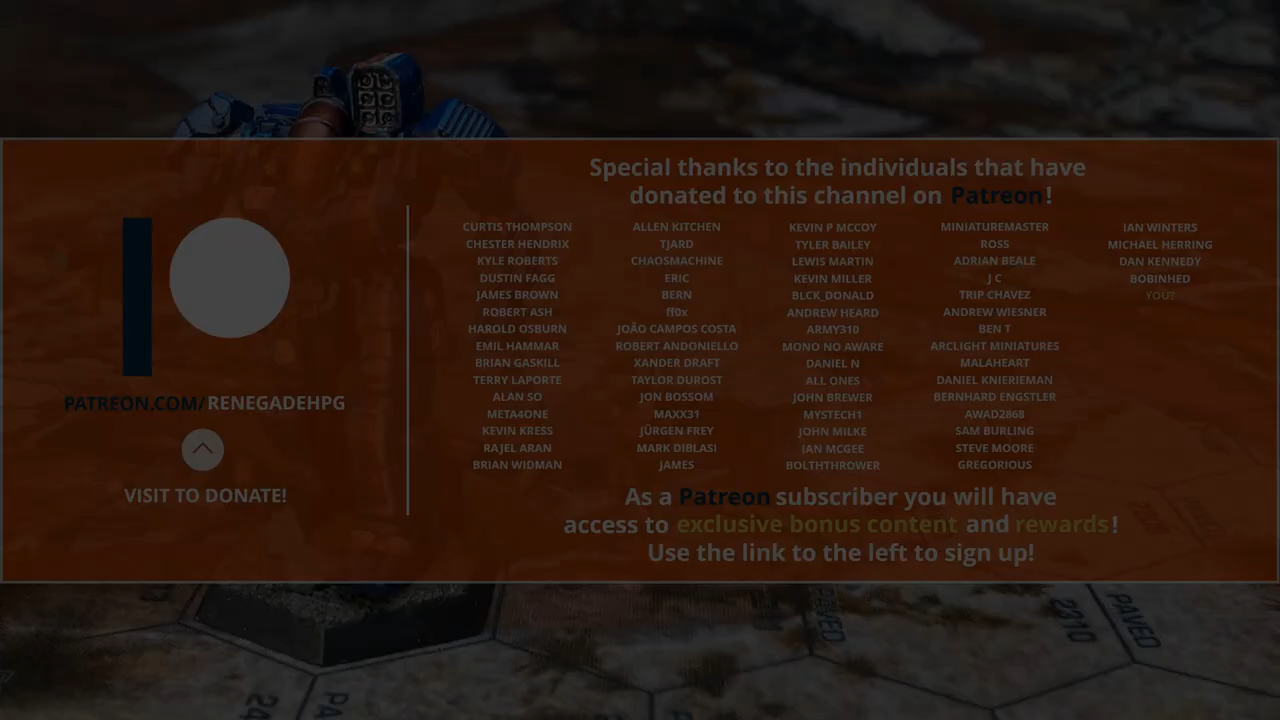 Special thanks to the individuals that have
donated to this channel on Patreon!
CURTIS THOMPSON
CHESTER HENDRIX
KYLE ROBERTS
DUSTIN FAGG
JAMES BROWN
ROBERT ASH
HAROLD OSBURN
EMIL HAMMAR
BRIAN GASKILL
TERRY LAPORTE
ALAN SO
META4ONE
KEVIN KRESS
RAJEL ARAN
BRIAN WIDMAN
ALLEN KITCHEN
TJARD
CHAOSMACHINE
ERIC
BERN
ff0x
JOÃO CAMPOS COSTA
ROBERT ANDONIELLO
XANDER DRAFT
TAYLOR DUROST
JON BOSSOM
MAXX31
JÜRGEN FREY
MARK DIBLASI
JAMES
KEVIN P MCCOY
TYLER BAILEY
LEWIS MARTIN
KEVIN MILLER
BLCK_DONALD
ANDREW HEARD
ARMY310
MONO NO AWARE
DANIEL N
ALL ONES
JOHN BREWER
MYSTECH1
JOHN MILKE
IAN MCGEE
BOLTHTHROWER
MINIATUREMASTER
ROSS
ADRIAN BEALE
J C
TRIP CHAVEZ
ANDREW WIESNER
BEN T
ARCLIGHT MINIATURES
MALAHEART
DANIEL KNIERIEMAN
BERNHARD ENGSTLER
AWAD2868
SAM BURLING
STEVE MOORE
GREGORIOUS
IAN WINTERS
MICHAEL HERRING
DAN KENNEDY
BOBINHED
YOU?
PATREON.COM/RENEGADEHPG
VISIT TO DONATE!
As a Patreon subscriber you will have
access to exclusive bonus content and rewards!
Use the link to the left to sign up!
PAVED
2210
PAVED
24
PA
P